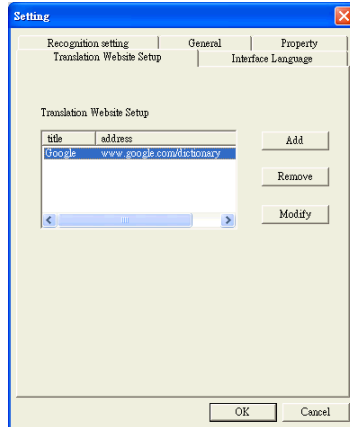 Setting
Recognition setting General Property
Translation Website Setup Interface Language
Translation Website Setup
title address
Google www.google.com/dictionary
Add
Remove
Modify
OK Cancel